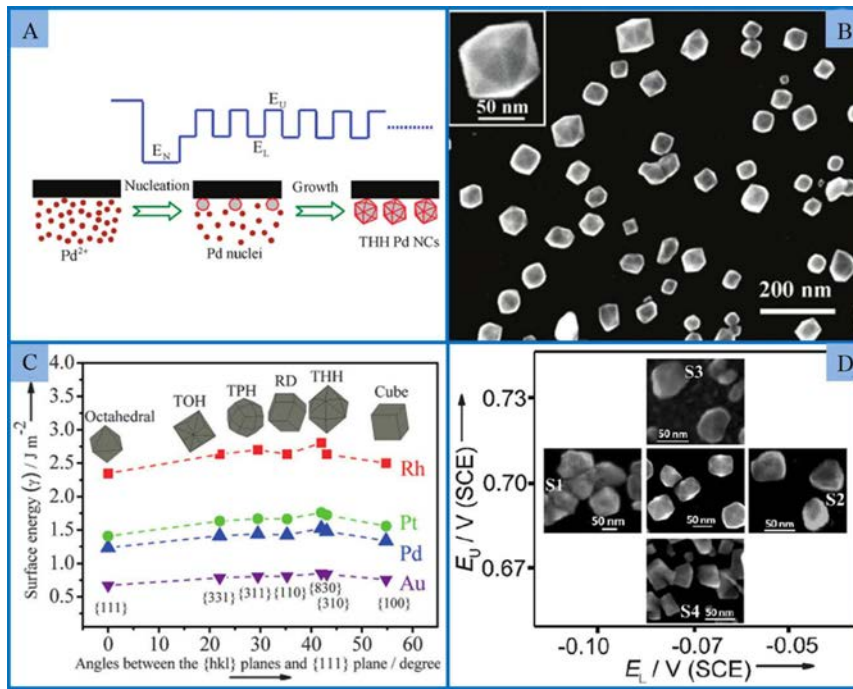 A
E_U
E_N
E_L
Nucleation
Growth
Pd²⁺
Pd nuclei
THH Pd NCs
B
50 nm
200 nm
C
Surface energy (γ) / J m⁻²
4.0
3.5
3.0
2.5
2.0
1.5
1.0
0.5
Octahedral
TOH
TPH
RD
THH
Cube
Rh
Pt
Pd
Au
{111}
{331}
{311}
{110}
{830}
{310}
{100}
0 10 20 30 40 50 60
Angles between the {hkl} planes and {111} plane / degree
D
E_U / V (SCE)
0.73
0.70
0.67
S3
50 nm
S1
50 nm
50 nm
S2
50 nm
S4
50 nm
-0.10 -0.07 -0.05
E_L / V (SCE)